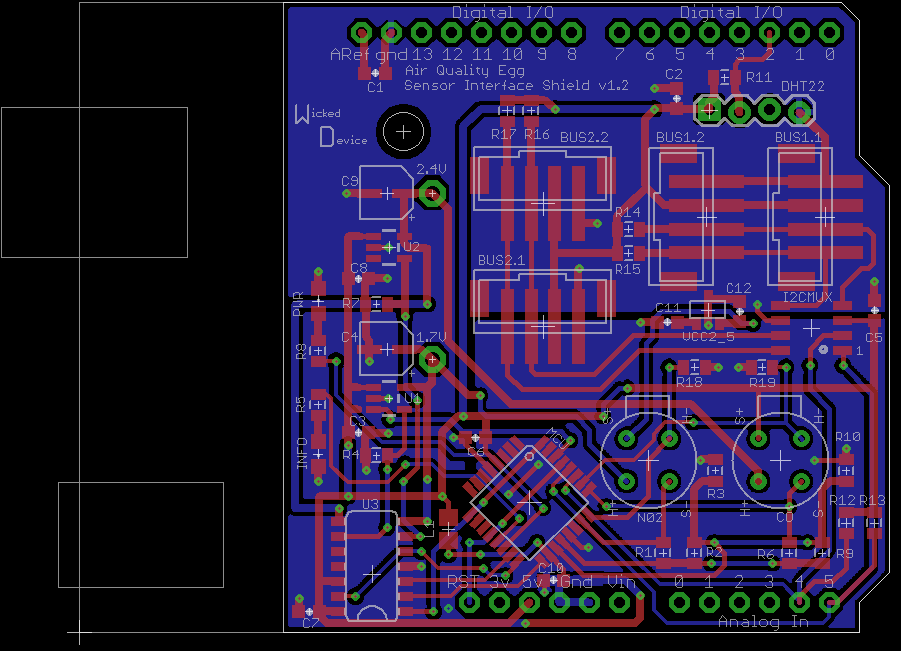 Digital I/O Digital I/O
ARef gnd 13 12 11 10 9 8 7 6 5 4 3 2 1 0
Air Quality Egg
Sensor Interface Shield v1.2
C1
C2
R11
DHT22
Wicked
Device
R17 R16
BUS2.2
BUS1.2
BUS1.1
2.4V
C9
+
U2
R14
R15
BUS2.1
C8
PWR
R7
C12
I2CMUX
C11
VCC2_5
C5
1
C4
1.7V
R8
+
R18
R19
U1
R5
C3
INFO
R4
C6
MCU
S+
H+
S+
H+
R10
R3
H+
NO2
S-
H+
CO
S-
R12 R13
U3
L1
R1
R2
R6
R9
C10
RST 3v 5v Gnd Vin 0 1 2 3 4 5
C7
Analog In